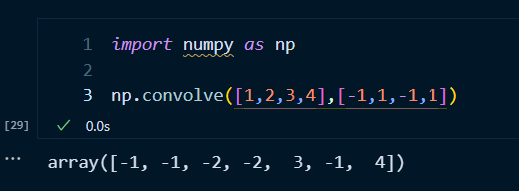 1 import numpy as np
2
3 np.convolve([1,2,3,4],[-1,1,-1,1])
[29] ✓ 0.0s
... array([-1, -1, -2, -2,  3, -1,  4])